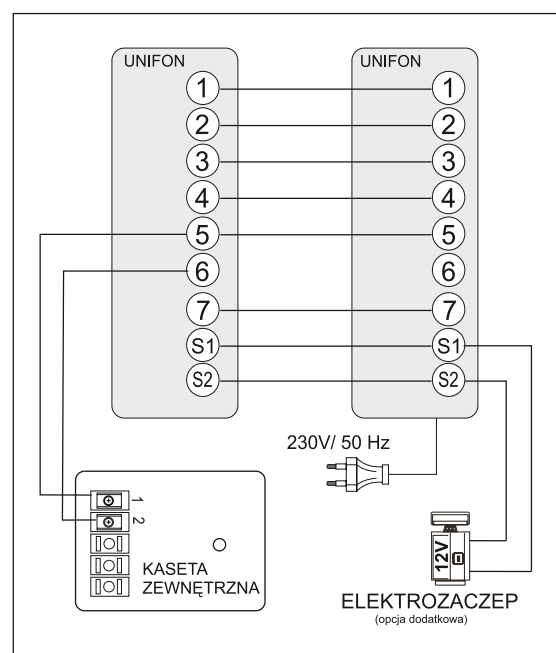 UNIFON UNIFON
1 1
2 2
3 3
4 4
5 5
6 6
7 7
S1 S1
S2 S2
230V/ 50 Hz
1
2
KASETA
ZEWNĘTRZNA
12V
ELEKTROZACZEP
(opcja dodatkowa)